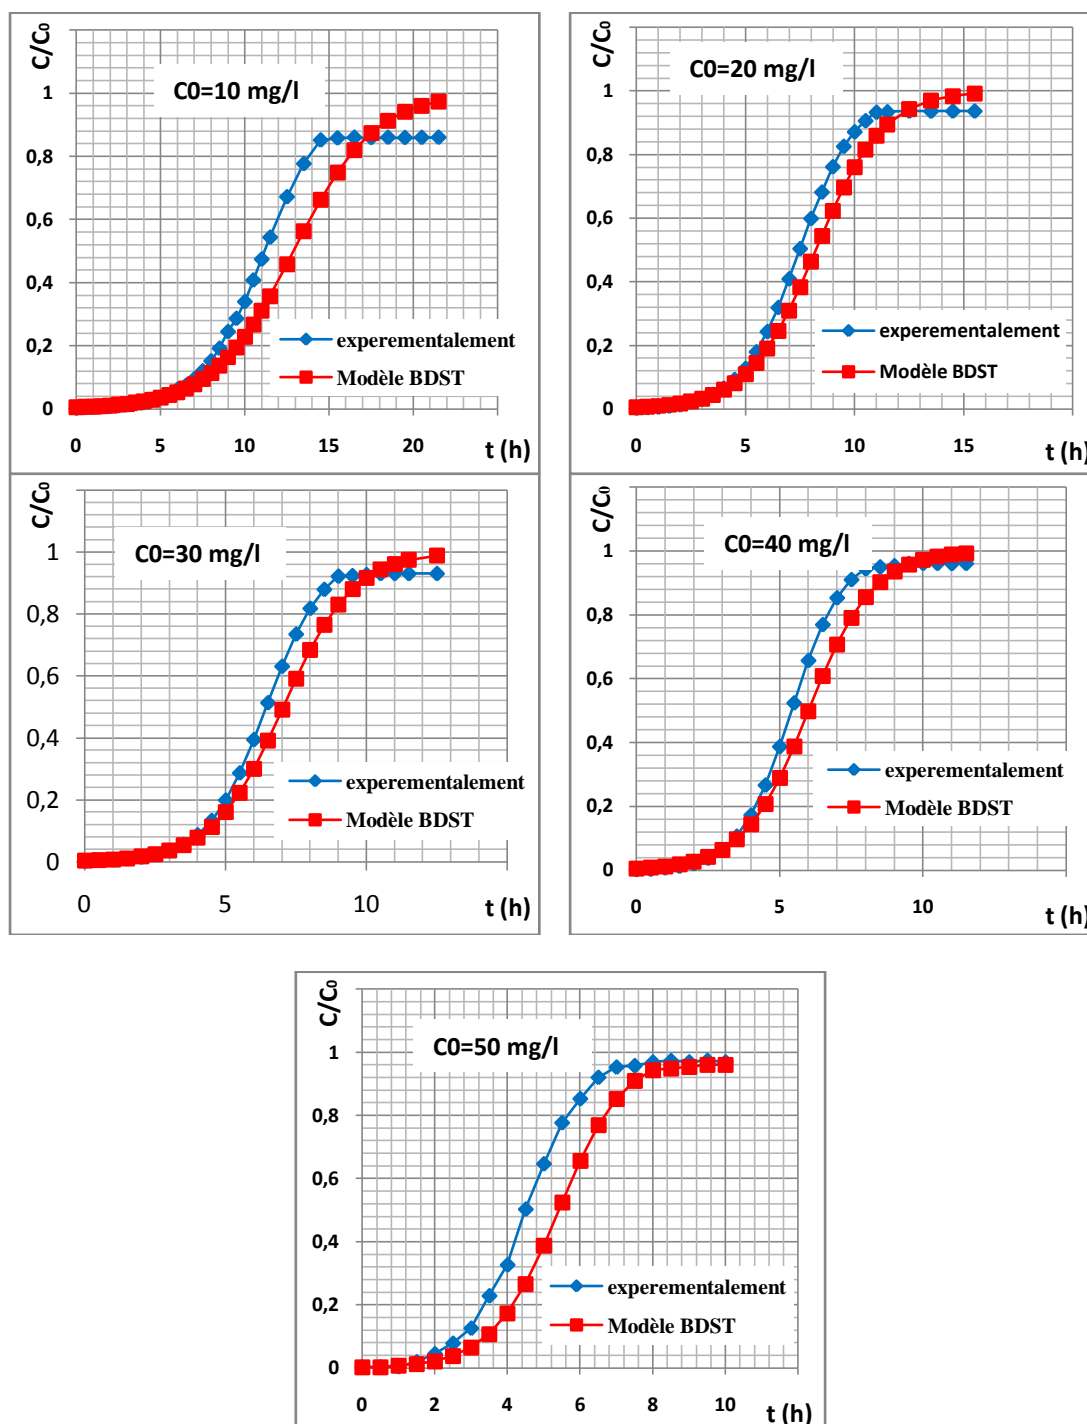 C/C₀
C0=10 mg/l
1
0,8
0,6
0,4
0,2
0
experementalement
Modèle BDST
0 5 10 15 20
t (h)
C/C₀
C0=20 mg/l
1
0,8
0,6
0,4
0,2
0
experementalement
Modèle BDST
0 5 10 15
t (h)
C/C₀
C0=30 mg/l
1
0,8
0,6
0,4
0,2
0
experementalement
Modèle BDST
0 5 10
t (h)
C/C₀
C0=40 mg/l
1
0,8
0,6
0,4
0,2
0
experementalement
Modèle BDST
0 5 10
t (h)
C/C₀
C0=50 mg/l
1
0,8
0,6
0,4
0,2
0
experementalement
Modèle BDST
0 2 4 6 8 10
t (h)